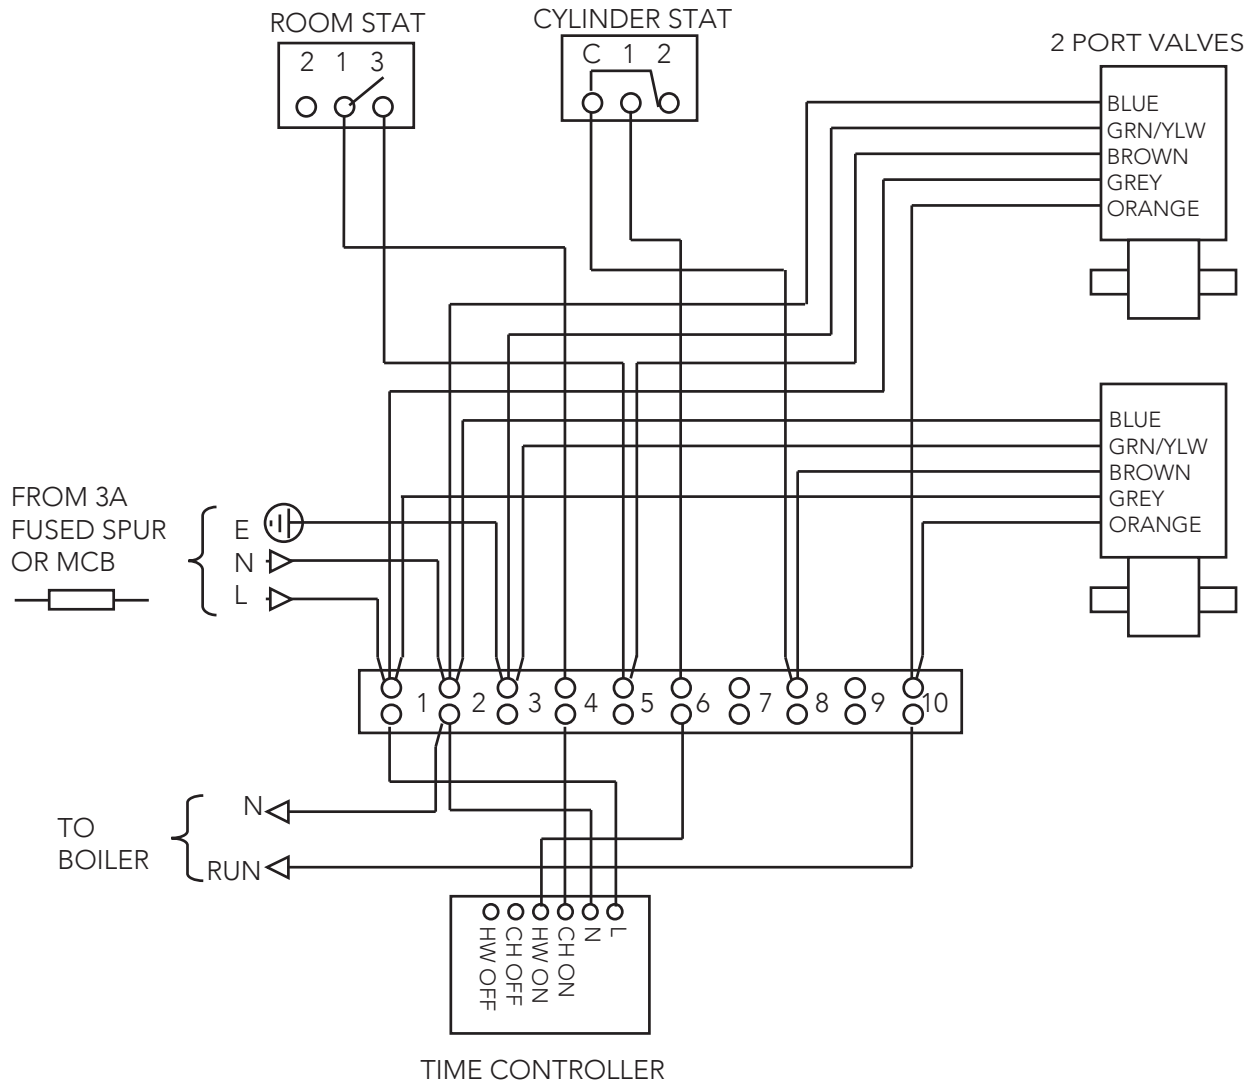 ROOM STAT
2 1 3
CYLINDER STAT
C 1 2
2 PORT VALVES
BLUE
GRN/YLW
BROWN
GREY
ORANGE
BLUE
GRN/YLW
BROWN
GREY
ORANGE
FROM 3A
FUSED SPUR
OR MCB
E
N
L
1 2 3 4 5 6 7 8 9 10
TO
BOILER
N
RUN
HW OFF
CH OFF
HW ON
CH ON
N
L
TIME CONTROLLER